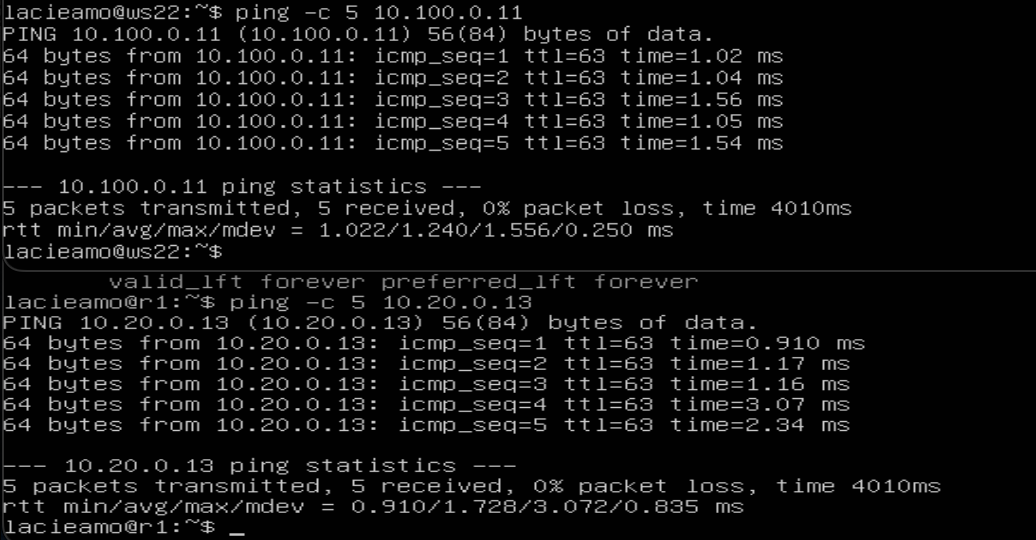 lacieamo@ws22:~$ ping -c 5 10.100.0.11
PING 10.100.0.11 (10.100.0.11) 56(84) bytes of data.
64 bytes from 10.100.0.11: icmp_seq=1 ttl=63 time=1.02 ms
64 bytes from 10.100.0.11: icmp_seq=2 ttl=63 time=1.04 ms
64 bytes from 10.100.0.11: icmp_seq=3 ttl=63 time=1.56 ms
64 bytes from 10.100.0.11: icmp_seq=4 ttl=63 time=1.05 ms
64 bytes from 10.100.0.11: icmp_seq=5 ttl=63 time=1.54 ms
--- 10.100.0.11 ping statistics ---
5 packets transmitted, 5 received, 0% packet loss, time 4010ms
rtt min/avg/max/mdev = 1.022/1.240/1.556/0.250 ms
lacieamo@ws22:~$
valid_lft forever preferred_lft forever
lacieamo@r1:~$ ping -c 5 10.20.0.13
PING 10.20.0.13 (10.20.0.13) 56(84) bytes of data.
64 bytes from 10.20.0.13: icmp_seq=1 ttl=63 time=0.910 ms
64 bytes from 10.20.0.13: icmp_seq=2 ttl=63 time=1.17 ms
64 bytes from 10.20.0.13: icmp_seq=3 ttl=63 time=1.16 ms
64 bytes from 10.20.0.13: icmp_seq=4 ttl=63 time=3.07 ms
64 bytes from 10.20.0.13: icmp_seq=5 ttl=63 time=2.34 ms
--- 10.20.0.13 ping statistics ---
5 packets transmitted, 5 received, 0% packet loss, time 4010ms
rtt min/avg/max/mdev = 0.910/1.728/3.072/0.835 ms
lacieamo@r1:~$ _